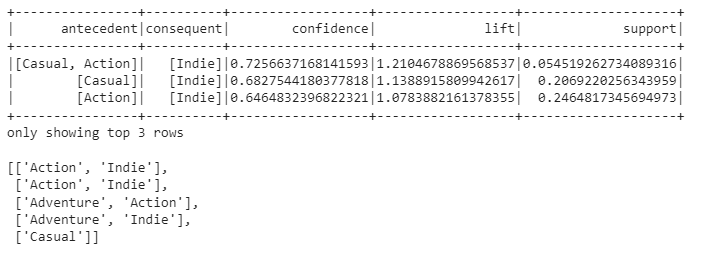 +----------------+----------+------------------+------------------+--------------------+
|      antecedent|consequent|        confidence|              lift|             support|
+----------------+----------+------------------+------------------+--------------------+
|[Casual, Action]|   [Indie]|0.7256637168141593|1.2104678869568537|0.054519262734089316|
|        [Casual]|   [Indie]|0.6827544180377818|1.1388915809942617|  0.2069220256343959|
|        [Action]|   [Indie]|0.6464832396822321|1.0783882161378355|  0.2464817345694973|
+----------------+----------+------------------+------------------+--------------------+
only showing top 3 rows
[['Action', 'Indie'],
['Action', 'Indie'],
['Adventure', 'Action'],
['Adventure', 'Indie'],
['Casual']]